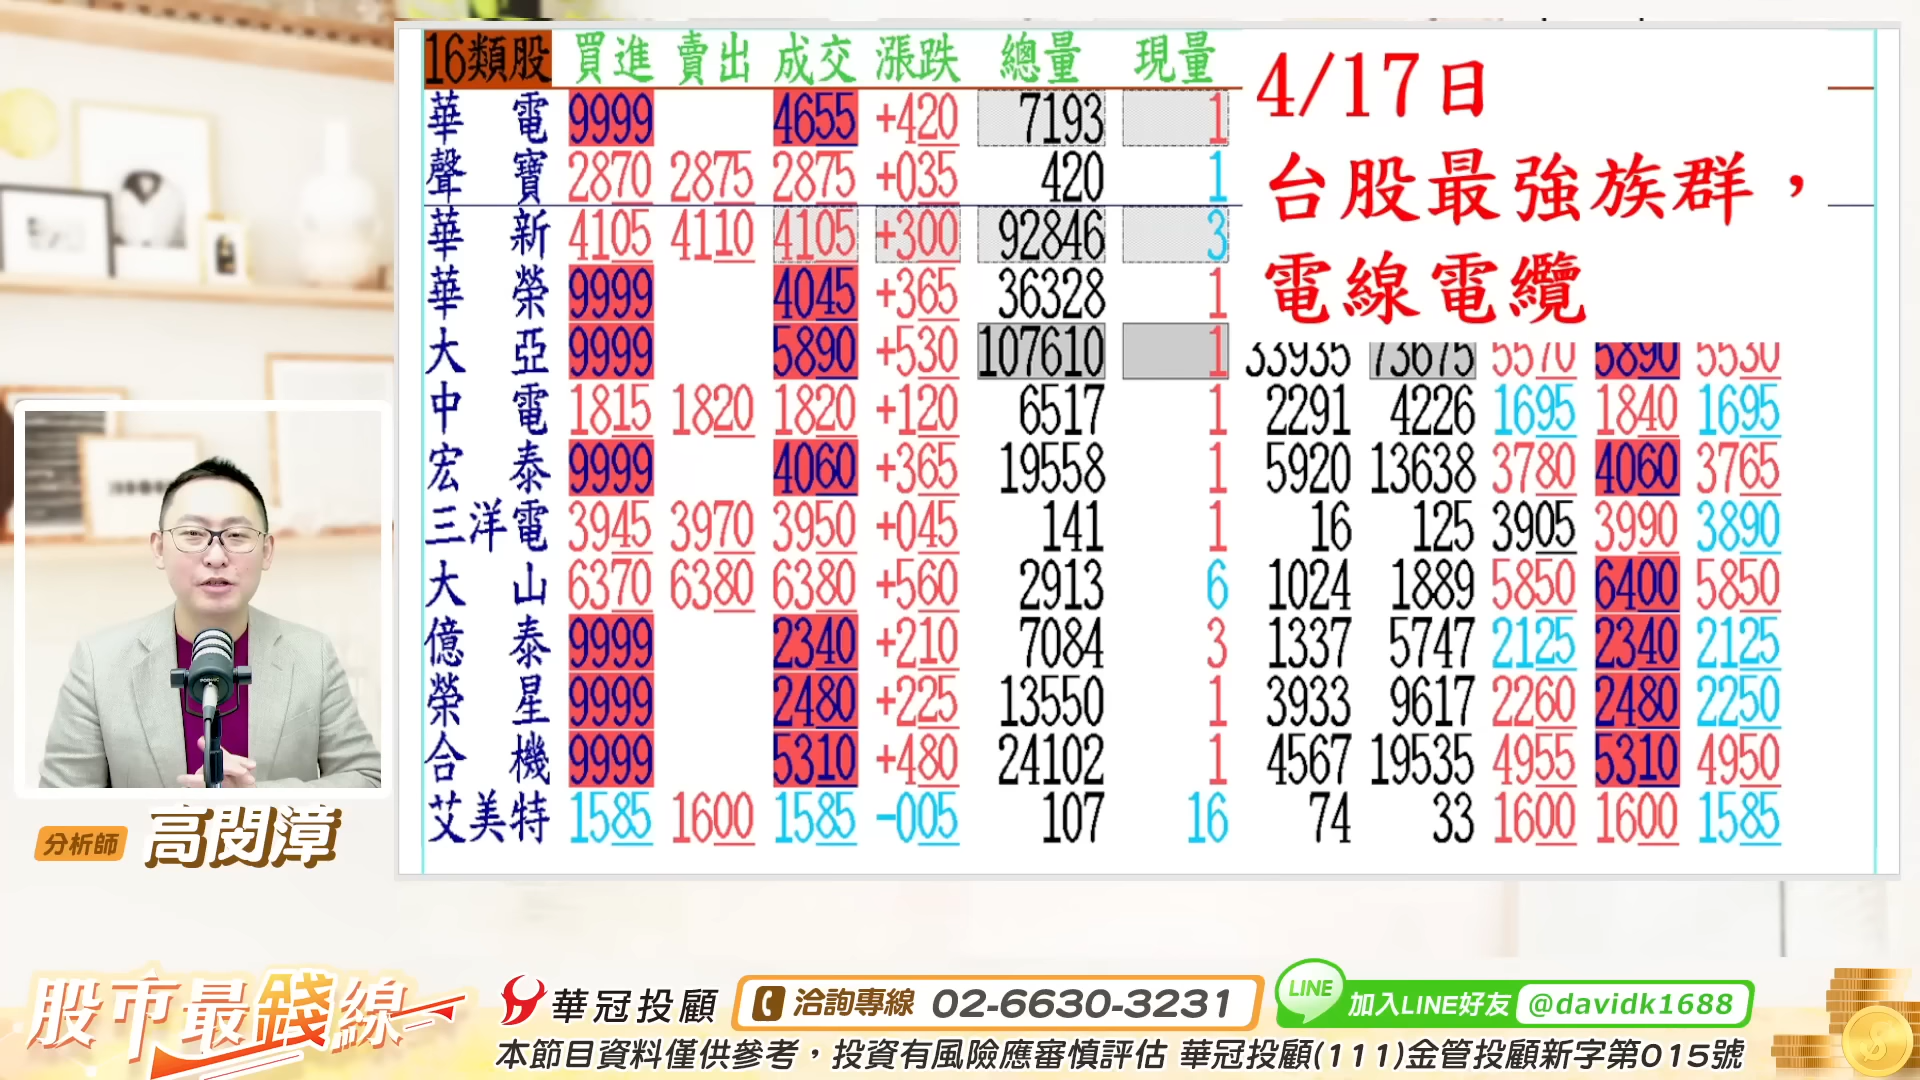 16類股 買進 賣出 成交 漲跌 總量 現量
華電 9999 4655 +420 7193 1
聲寶 2870 2875 2875 +035 420 1
華新 4105 4110 4105 +300 92846 3
華榮 9999 4045 +365 36328 1
大亞 9999 5890 +530 107610 1 33935 73675 5570 5890 5530
中電 1815 1820 1820 +120 6517 1 2291 4226 1695 1840 1695
宏泰 9999 4060 +365 19558 1 5920 13638 3780 4060 3765
三洋電 3945 3970 3950 +045 141 1 16 125 3905 3990 3890
大山 6370 6380 6380 +560 2913 6 1024 1889 5850 6400 5850
億泰 9999 2340 +210 7084 3 1337 5747 2125 2340 2125
榮星 9999 2480 +225 13550 1 3933 9617 2260 2480 2250
合機 9999 5310 +480 24102 1 4567 19535 4955 5310 4950
艾美特 1585 1600 1585 -005 107 16 74 33 1600 1600 1585
4/17日
台股最強族群，
電線電纜
分析師 高閔漳
股市最錢線
華冠投顧 洽詢專線 02-6630-3231 LINE 加入LINE好友 @davidk1688
本節目資料僅供參考，投資有風險應審慎評估 華冠投顧(111)金管投顧新字第015號